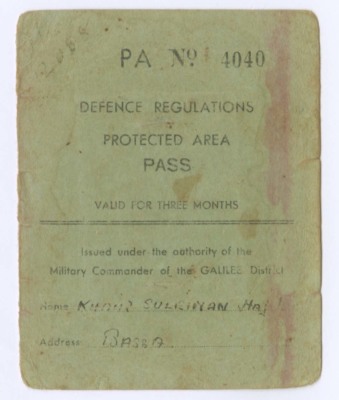 PA Nº 4040
DEFENCE REGULATIONS
PROTECTED AREA
PASS
VALID FOR THREE MONTHS
Issued under the authority of the
Military Commander of the GALILEE District
Name SULEIMAN
Address BASSA